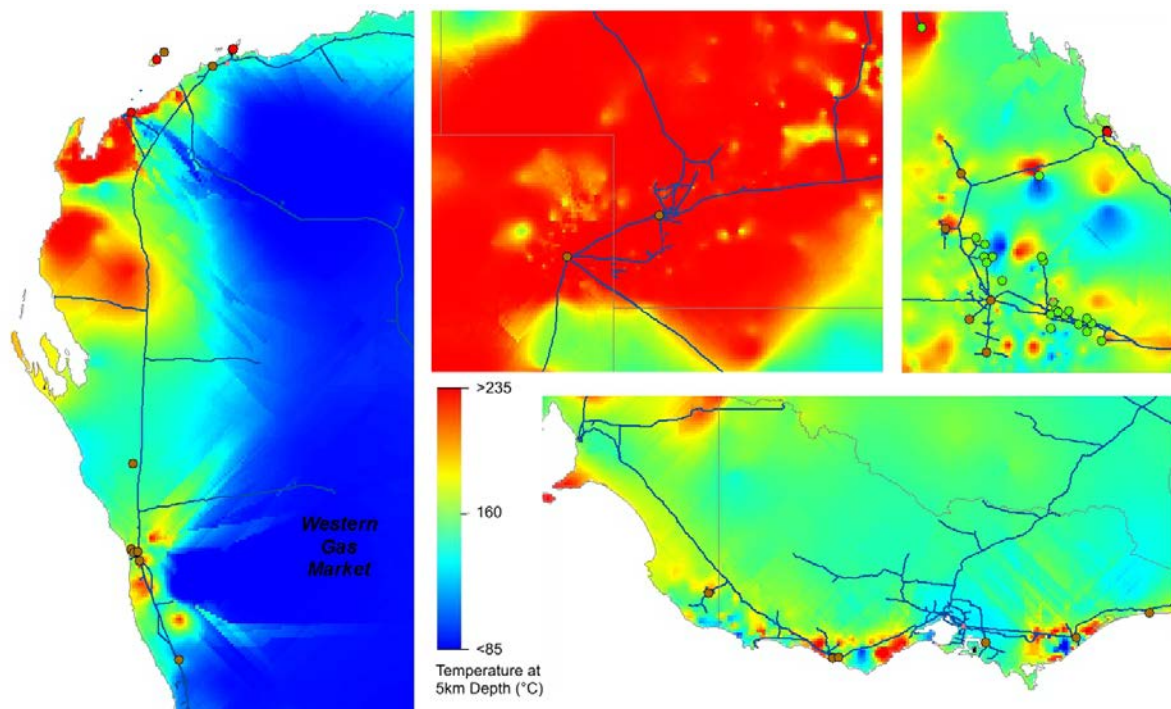 Western
Gas
Market
>235
160
<85
Temperature at
5km Depth (°C)